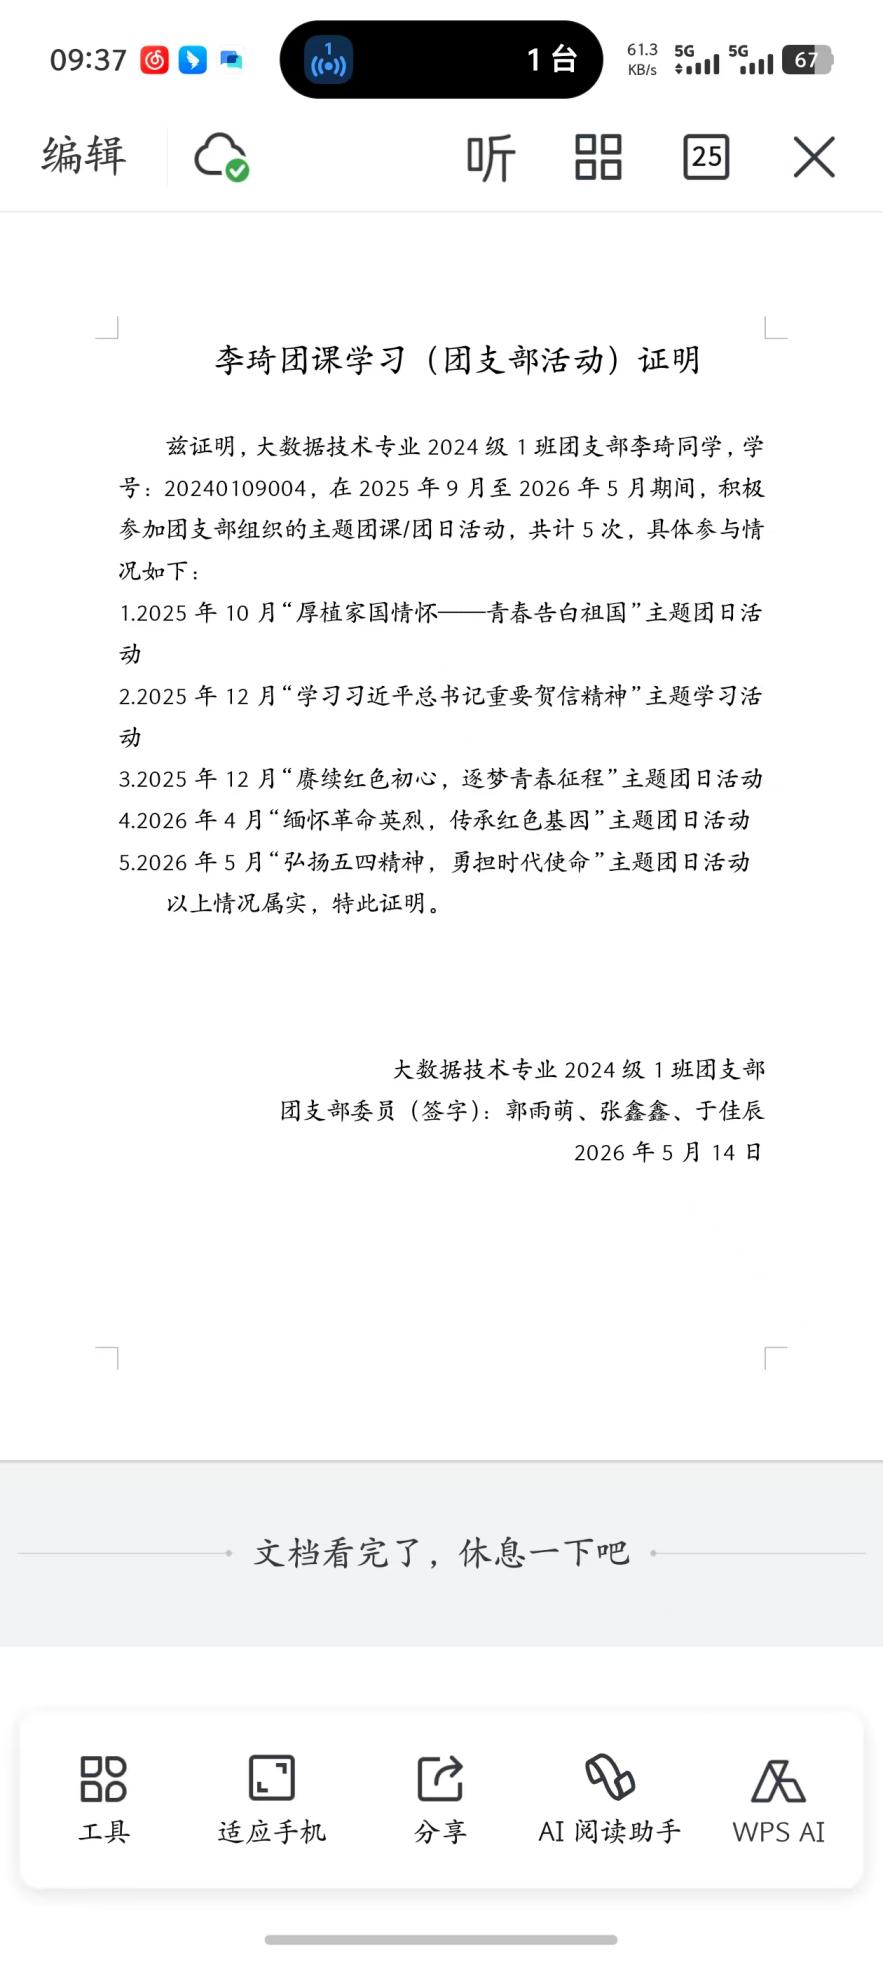 09:37
1
1 台
61.3 KB/s
5G
5G
67
编辑
听
25
李琦团课学习（团支部活动）证明
兹证明，大数据技术专业 2024 级 1 班团支部李琦同学，学
号：20240109004，在 2025 年 9 月至 2026 年 5 月期间，积极
参加团支部组织的主题团课/团日活动，共计 5 次，具体参与情
况如下：
1.2025 年 10 月“厚植家国情怀——青春告白祖国”主题团日活
动
2.2025 年 12 月“学习习近平总书记重要贺信精神”主题学习活
动
3.2025 年 12 月“赓续红色初心，逐梦青春征程”主题团日活动
4.2026 年 4 月“缅怀革命英烈，传承红色基因”主题团日活动
5.2026 年 5 月“弘扬五四精神，勇担时代使命”主题团日活动
以上情况属实，特此证明。
大数据技术专业 2024 级 1 班团支部
团支部委员（签字）：郭雨萌、张鑫鑫、于佳辰
2026 年 5 月 14 日
文档看完了，休息一下吧
工具
适应手机
分享
AI 阅读助手
WPS AI